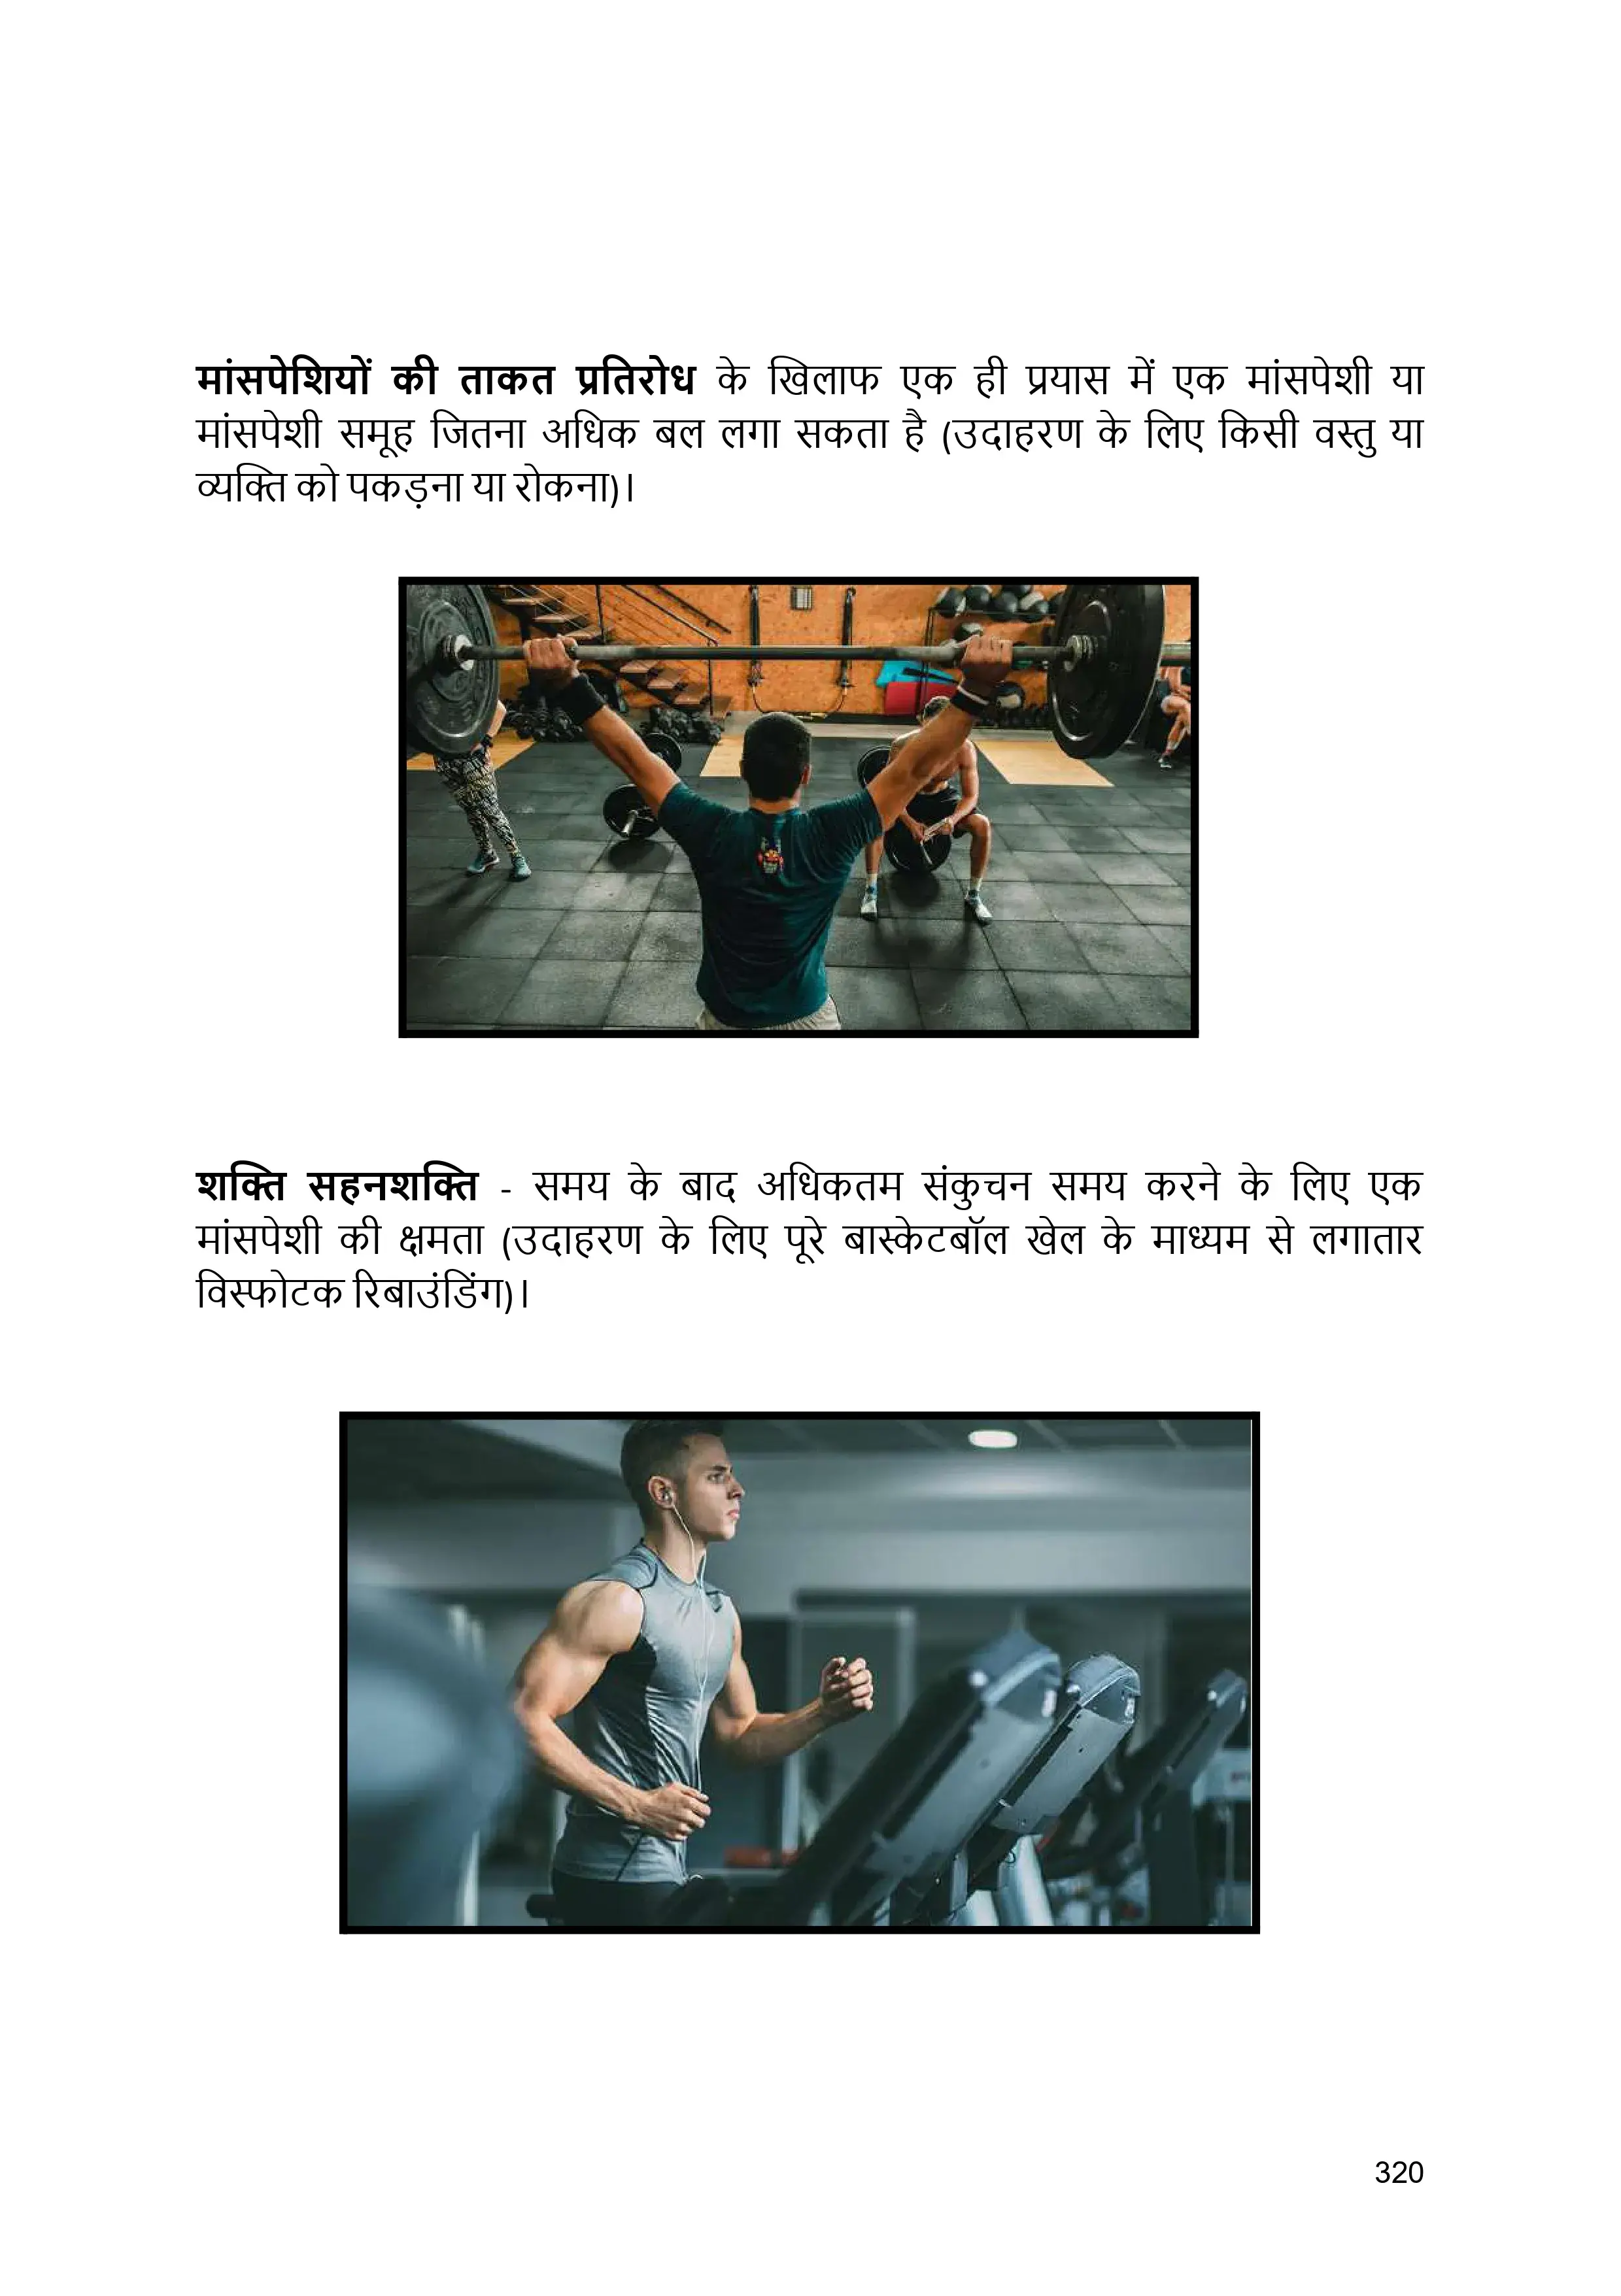 मांसपेशियों की ताकत प्रतिरोध के खिलाफ एक ही प्रयास में एक मांसपेशी या
मांसपेशी समूह जितना अधिक बल लगा सकता है (उदाहरण के लिए किसी वस्तु या
व्यक्ति को पकड़ना या रोकना)।
शक्ति सहनशक्ति - समय के बाद अधिकतम संकुचन समय करने के लिए एक
मांसपेशी की क्षमता (उदाहरण के लिए पूरे बास्केटबॉल खेल के माध्यम से लगातार
विस्फोटक रिबाउंडिंग)।
320